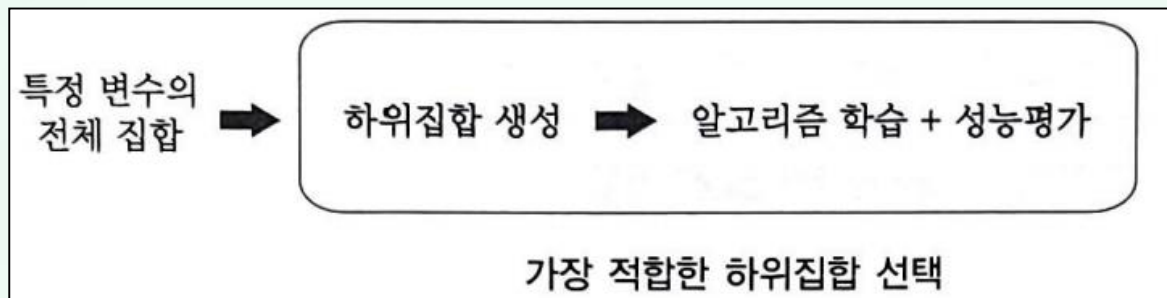 특정 변수의
전체 집합
하위집합 생성
알고리즘 학습 + 성능평가
가장 적합한 하위집합 선택